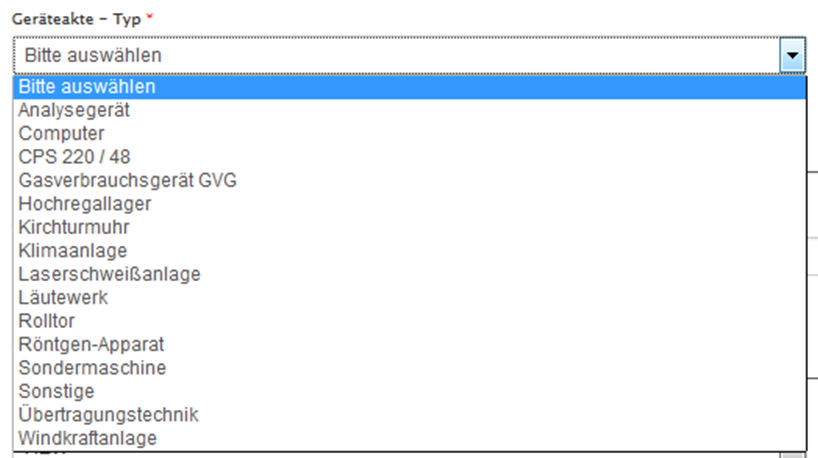 Geräteakte - Typ *
Bitte auswählen
Bitte auswählen
Analysegerät
Computer
CPS 220 / 48
Gasverbrauchsgerät GVG
Hochregallager
Kirchturmuhr
Klimaanlage
Laserschweißanlage
Läutewerk
Rolltor
Röntgen-Apparat
Sondermaschine
Sonstige
Übertragungstechnik
Windkraftanlage